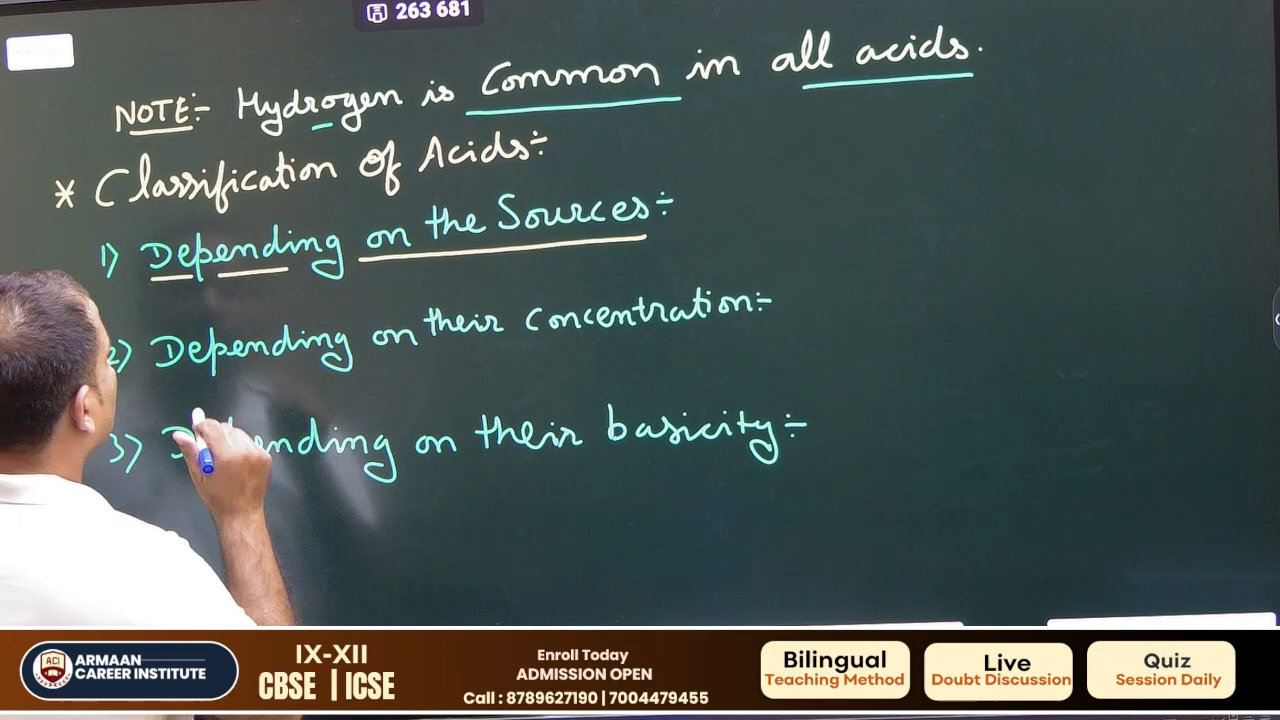 263 681
NOTE:- Hydrogen is Common in all acids.
* Classification of Acids:-
1) Depending on the Sources:-
2) Depending on their concentration:-
3) Depending on their basicity:-
ACI
ARMAAN
CAREER INSTITUTE
IX-XII
CBSE | ICSE
Enroll Today
ADMISSION OPEN
Call : 8789627190 | 7004479455
Bilingual
Teaching Method
Live
Doubt Discussion
Quiz
Session Daily